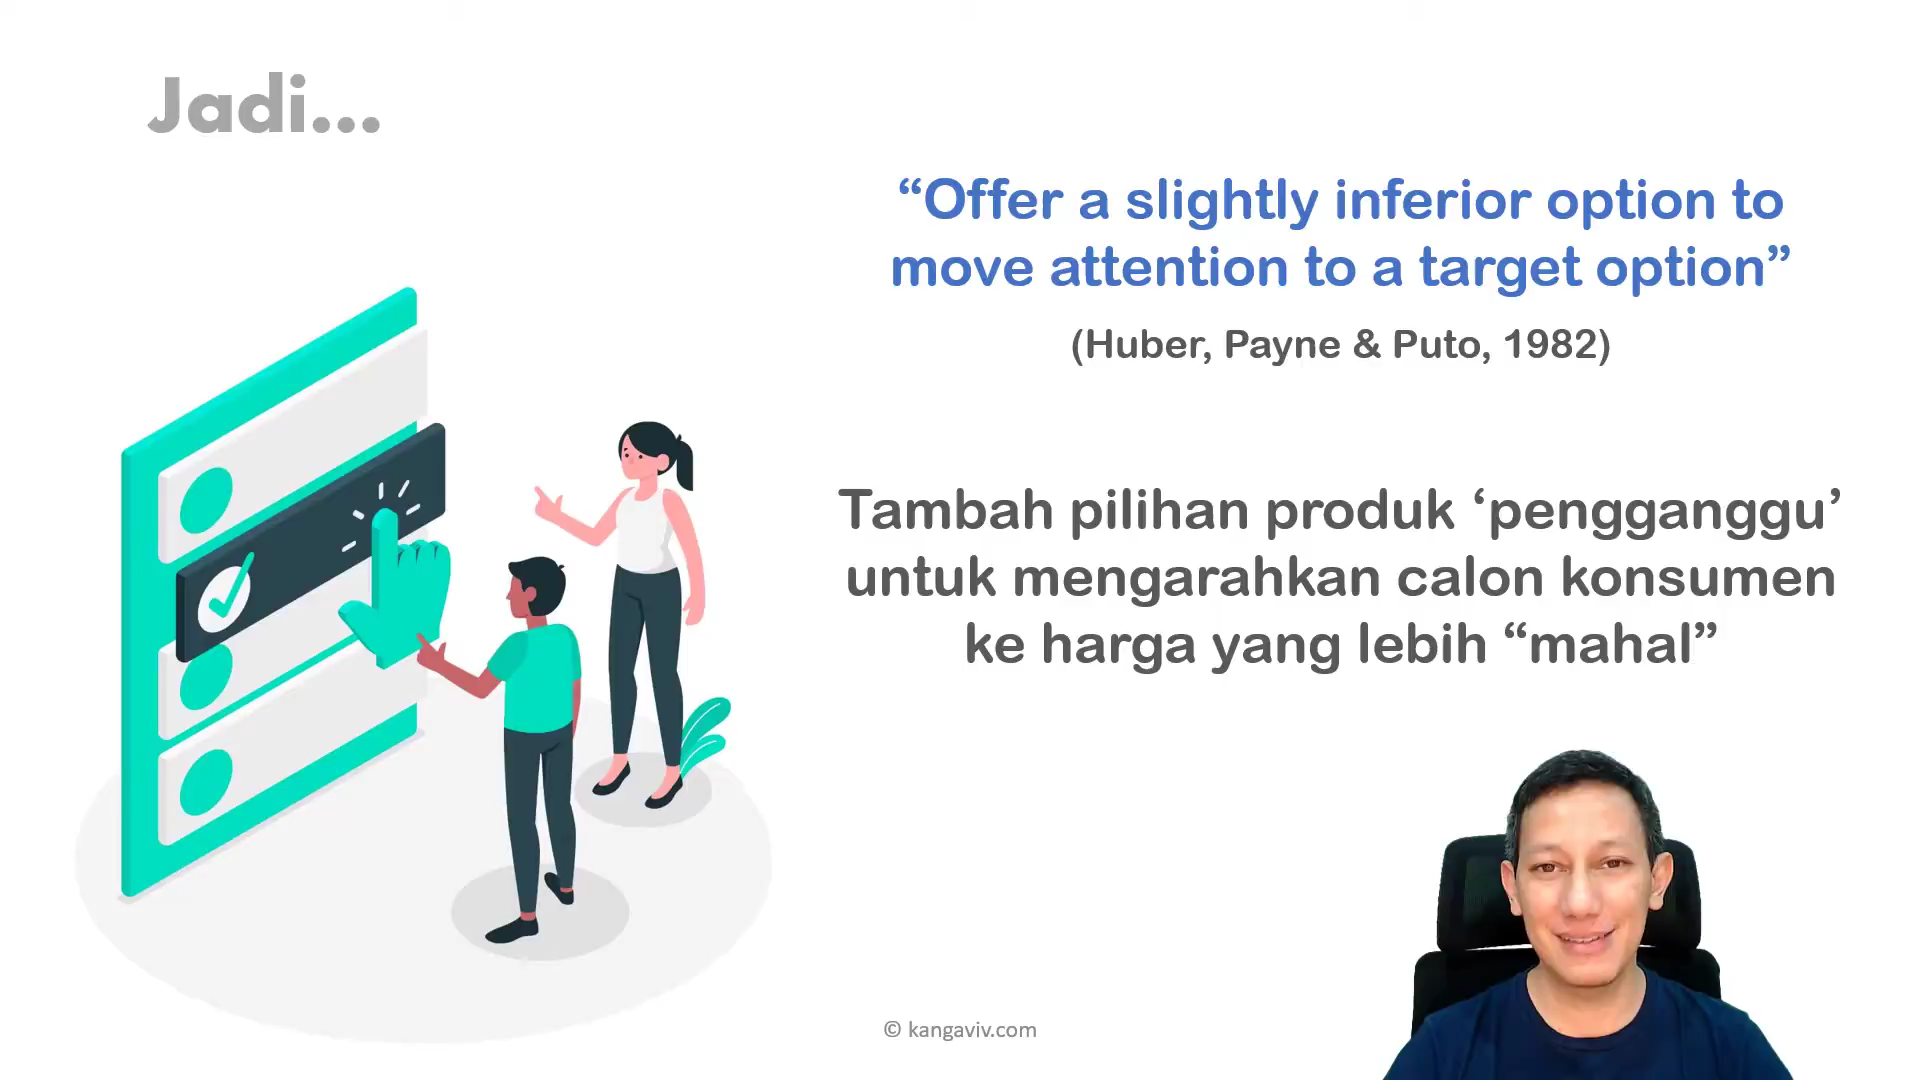 Jadi...
“Offer a slightly inferior option to
move attention to a target option”
(Huber, Payne & Puto, 1982)
Tambah pilihan produk ‘pengganggu’
untuk mengarahkan calon konsumen
ke harga yang lebih “mahal”
© kangaviv.com